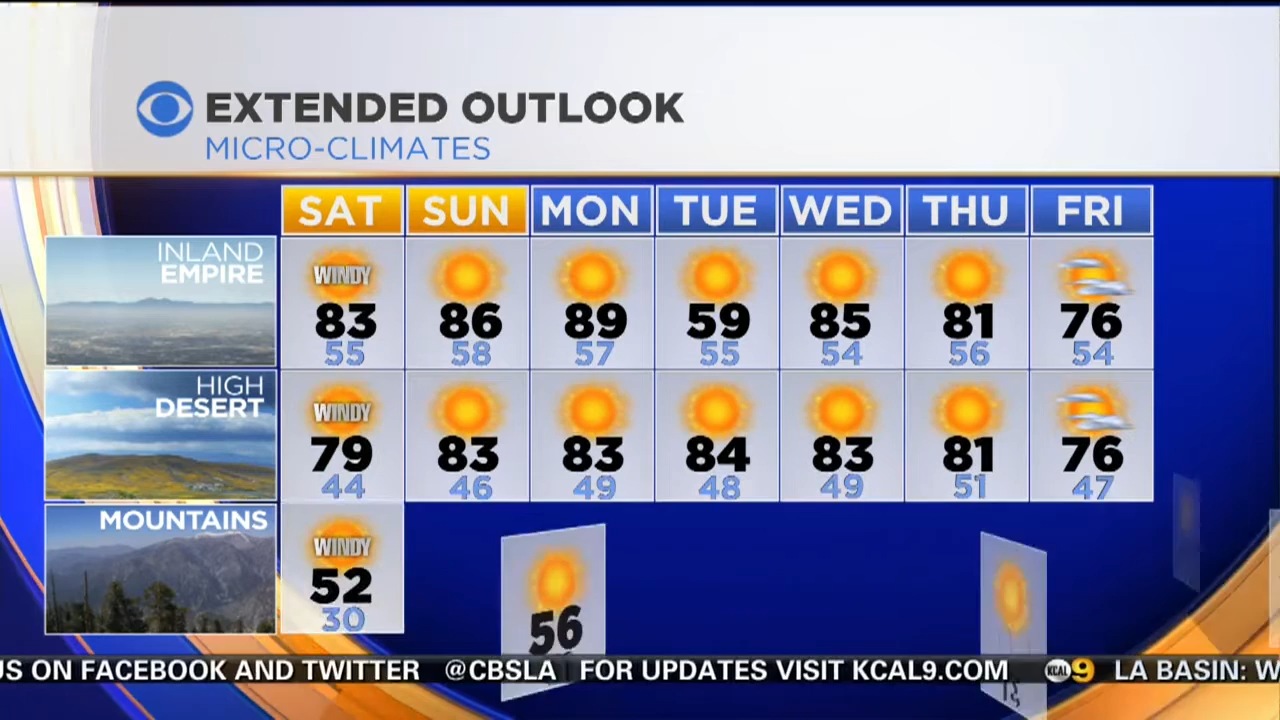 EXTENDED OUTLOOK
MICRO-CLIMATES
SAT SUN MON TUE WED THU FRI
INLAND
EMPIRE
WINDY
83 86 89 59 85 81 76
55 58 57 55 54 56 54
HIGH
DESERT
WINDY
79 83 83 84 83 81 76
44 46 49 48 49 51 47
MOUNTAINS
WINDY
52
30
56
US ON FACEBOOK AND TWITTER @CBSLA FOR UPDATES VISIT KCAL9.COM KCAL 9 LA BASIN: W